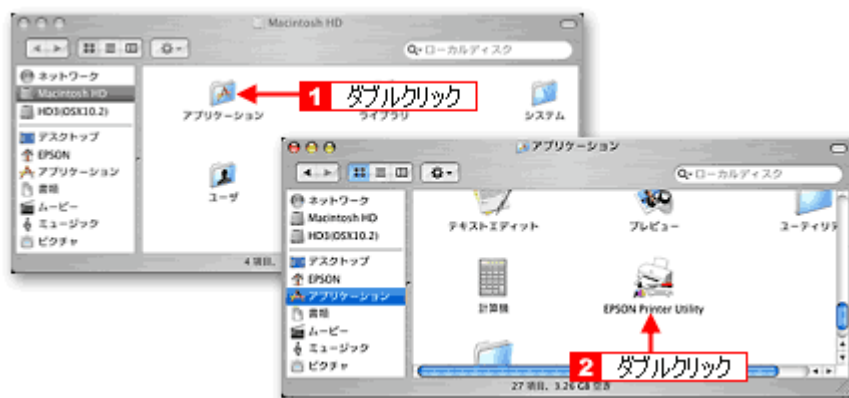 Macintosh HD
ローカルディスク
ネットワーク
Macintosh HD
HD3(OSX10.2)
デスクトップ
EPSON
アプリケーション
書類
ムービー
ミュージック
ピクチャ
アプリケーション
1 ダブルクリック
ライブラリ
システム
ユーザ
4 項目、
アプリケーション
ローカルディスク
ネットワーク
Macintosh HD
HD3(OSX10.2)
デスクトップ
EPSON
アプリケーション
書類
ムービー
ミュージック
ピクチャ
テキストエディット
プレビュー
ユーティリテ
計算機
EPSON Printer Utility
2 ダブルクリック
27 項目、3.26 GB 空き